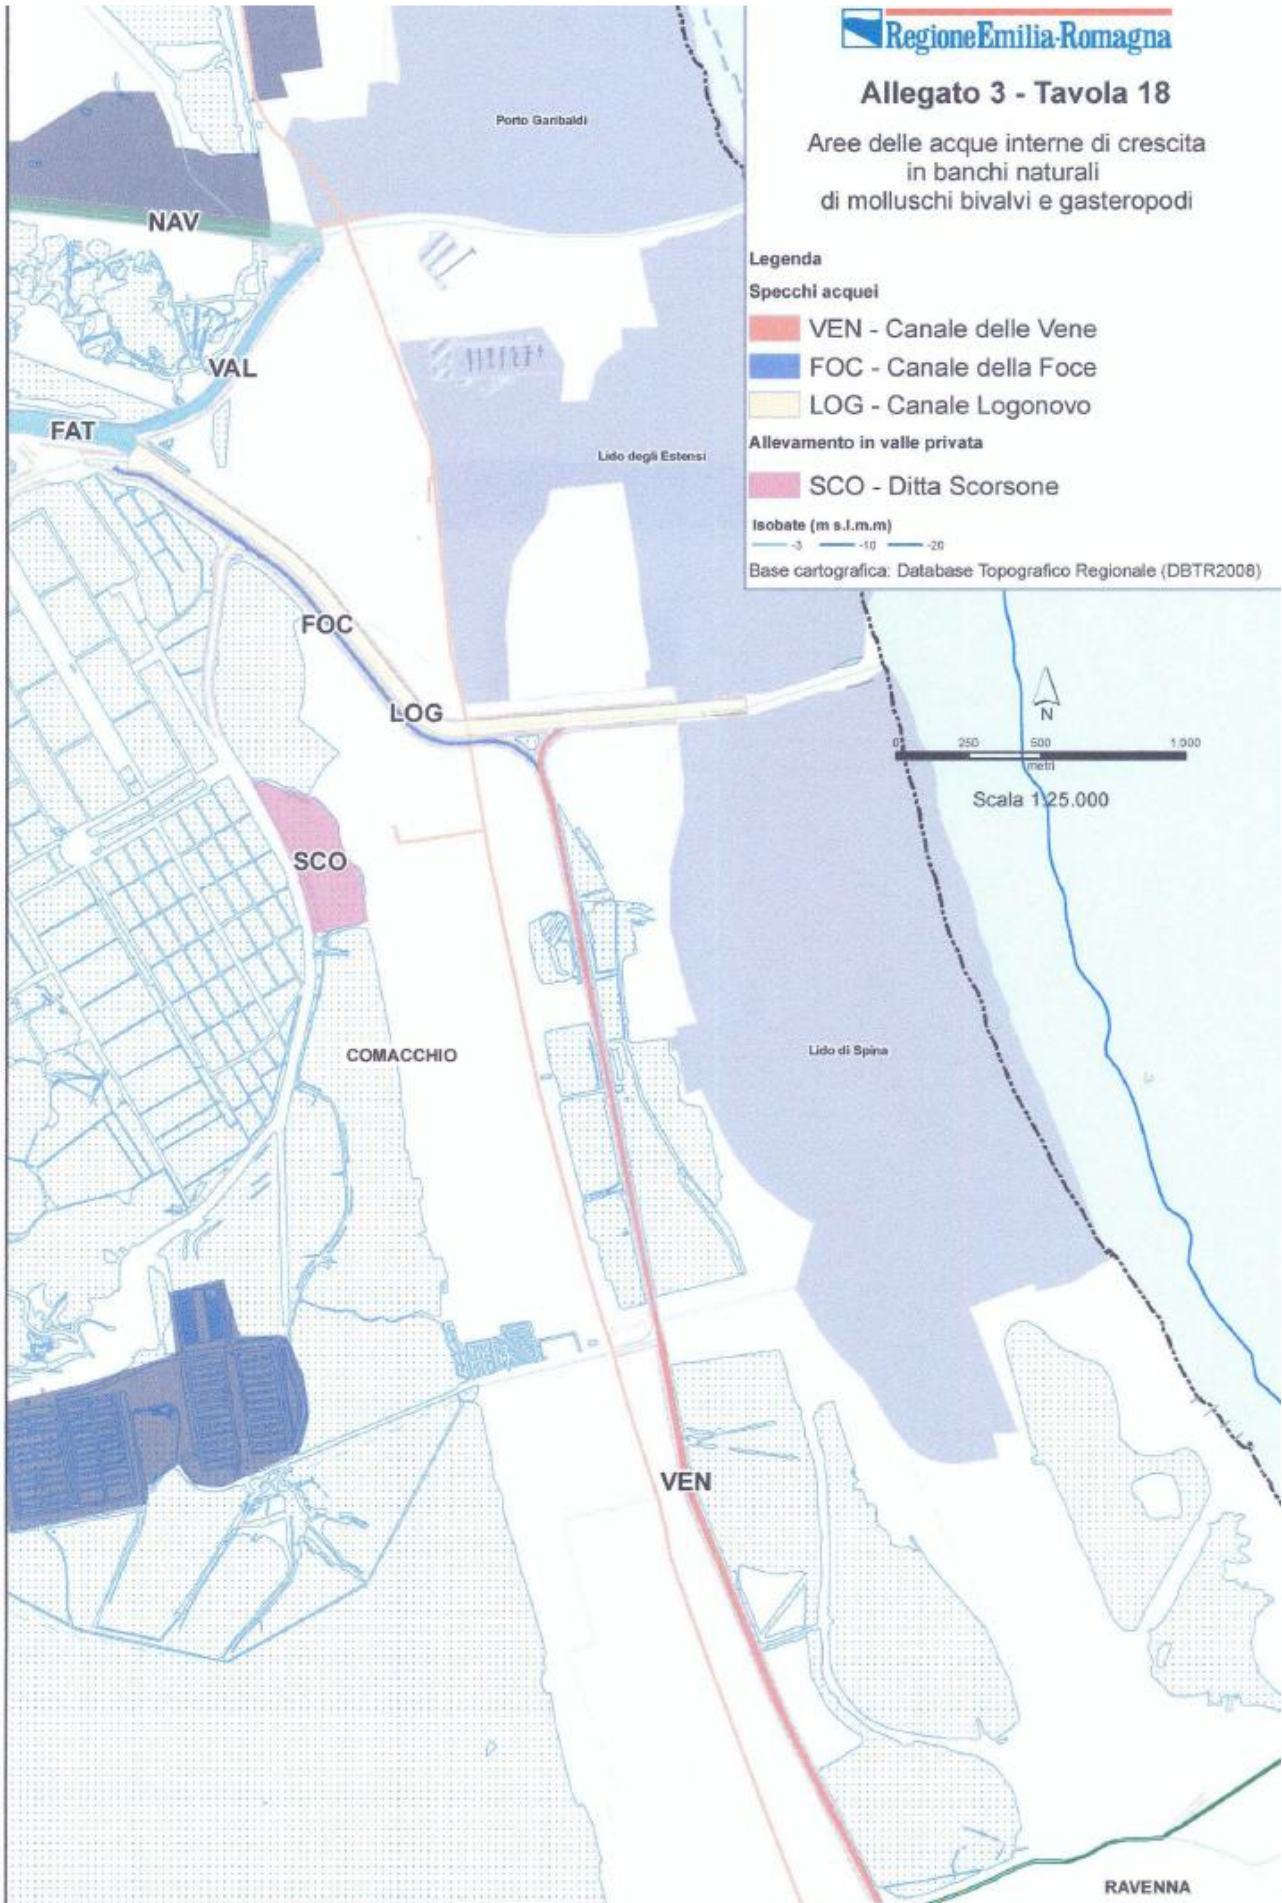 RegioneEmilia-Romagna
Allegato 3 - Tavola 18
Aree delle acque interne di crescita
in banchi naturali
di molluschi bivalvi e gasteropodi
Legenda
Specchi acquei
VEN - Canale delle Vene
FOC - Canale della Foce
LOG - Canale Logonovo
Allevamento in valle privata
SCO - Ditta Scorsone
Isobate (m s.l.m.m)
-3 -10 -20
Base cartografica: Database Topografico Regionale (DBTR2008)
Porto Garibaldi
NAV
VAL
FAT
Lido degli Estensi
FOC
LOG
N
0 250 500 1.000
metri
Scala 1:25.000
SCO
COMACCHIO
Lido di Spina
VEN
RAVENNA